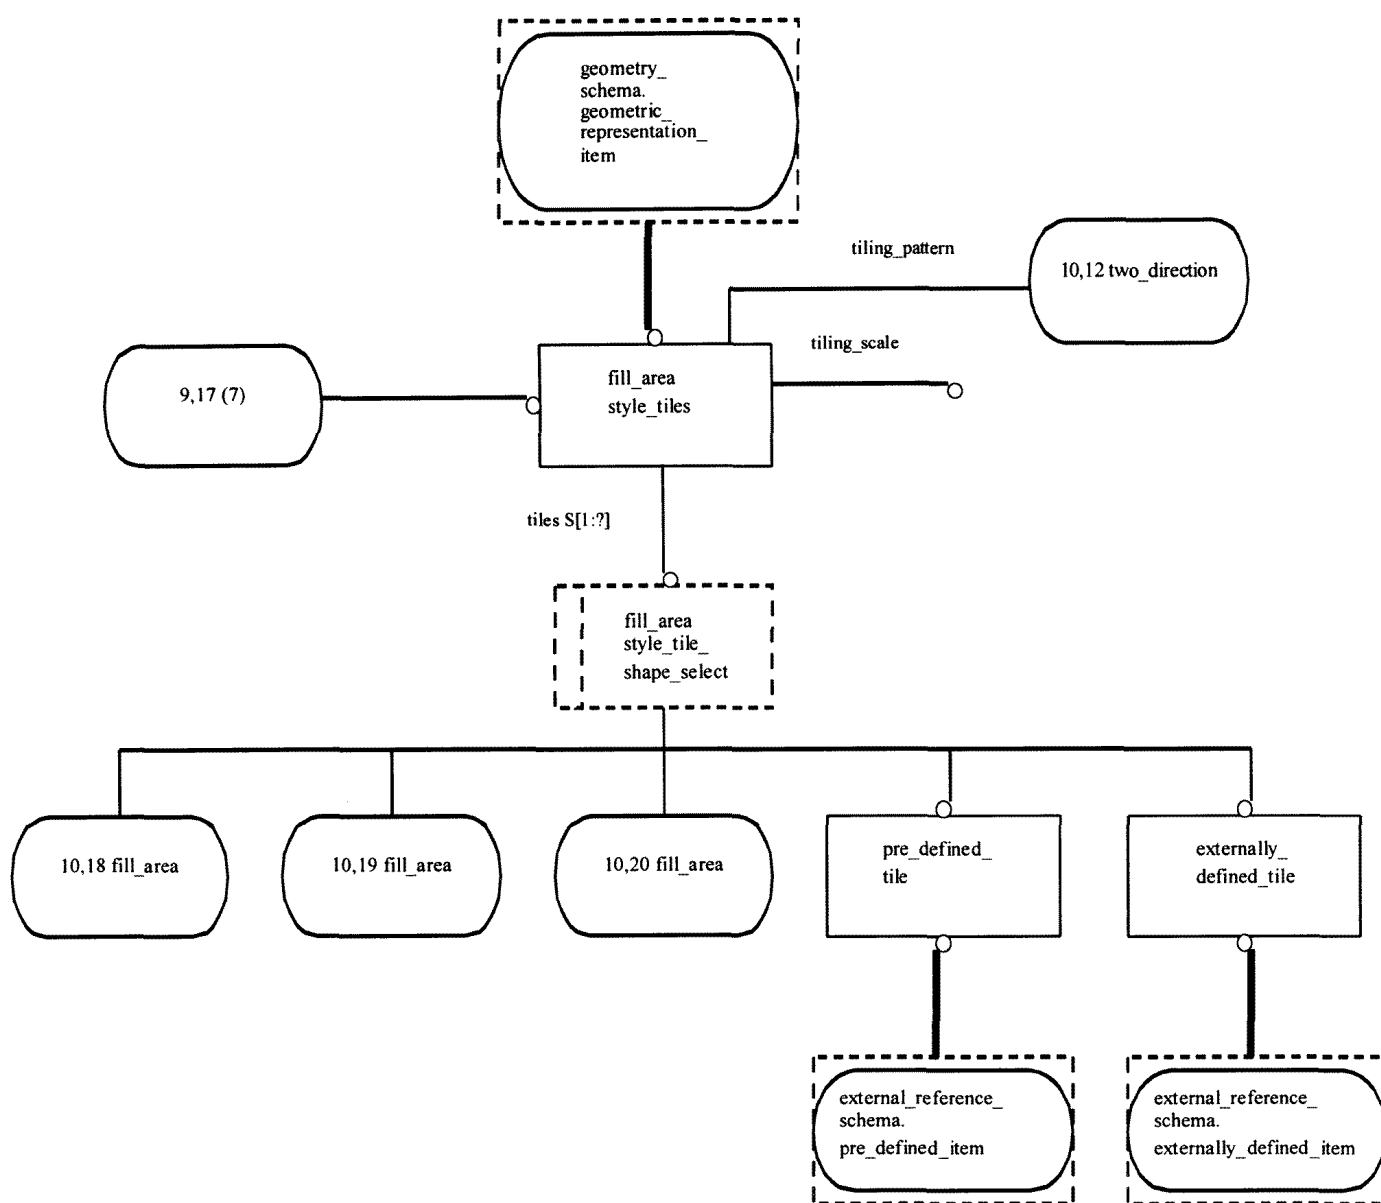 geometry_
schema.
geometric_
representation_
item
tiling_pattern
10,12 two_direction
tiling_scale
9,17 (7)
fill_area
style_tiles
tiles S[1:?]
fill_area
style_tile_
shape_select
10,18 fill_area
10,19 fill_area
10,20 fill_area
pre_defined_
tile
externally_
defined_tile
external_reference_
schema.
pre_defined_item
external_reference_
schema.
externally_defined_item